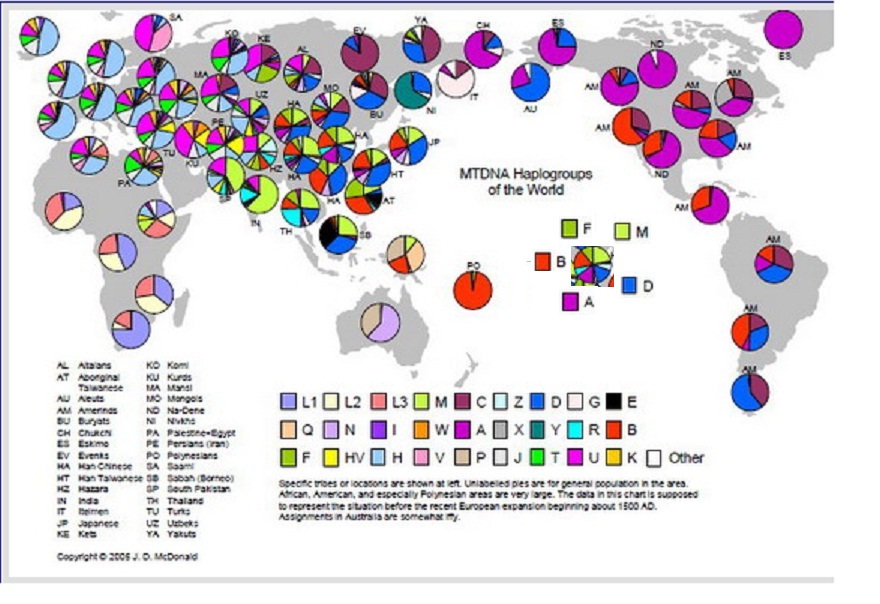 SA
YA
CH
ES
KO
KE
EV
AL
ND
ES
MA
MO
AM
AM
AM
UZ
HA
BU
NI
IT
AU
PE
HA
AM
AM
JP
TU
KU
HZ
HA
HT
ND
PA
SP
HA
AT
AM
IN
TH
SB
MTDNA Haplogroups
of the World
F
M
AM
PO
B
D
A
AM
AM
AL Altaians KO Komi
AT Aboriginal KU Kurds
Taiwanese MA Mansi
AU Aleuts MO Mongols
AM Amerinds ND Na-Dene
BU Buryats NI Nivkhs
CH Chukchi PA Palestine+Egypt
ES Eskimo PE Persians (Iran)
EV Evenks PO Polynesians
HA Han Chinese SA Saami
HT Han Taiwanese SB Sabah (Borneo)
HZ Hazara SP South Pakistan
IN India TH Thailand
IT Itelmen TU Turks
JP Japanese UZ Uzbeks
KE Kets YA Yakuts
L1 L2 L3 M C Z D G E
Q N I W A X Y R B
F HV H V P J T U K Other
Specific tribes or locations are shown at left. Unlabelled pies are for general population in the area.
African, American, and especially Polynesian areas are very large. The data in this chart is supposed
to represent the situation before the recent European expansion beginning about 1500 AD.
Assignments in Australia are somewhat iffy.
Copyright © 2005 J. D. McDonald